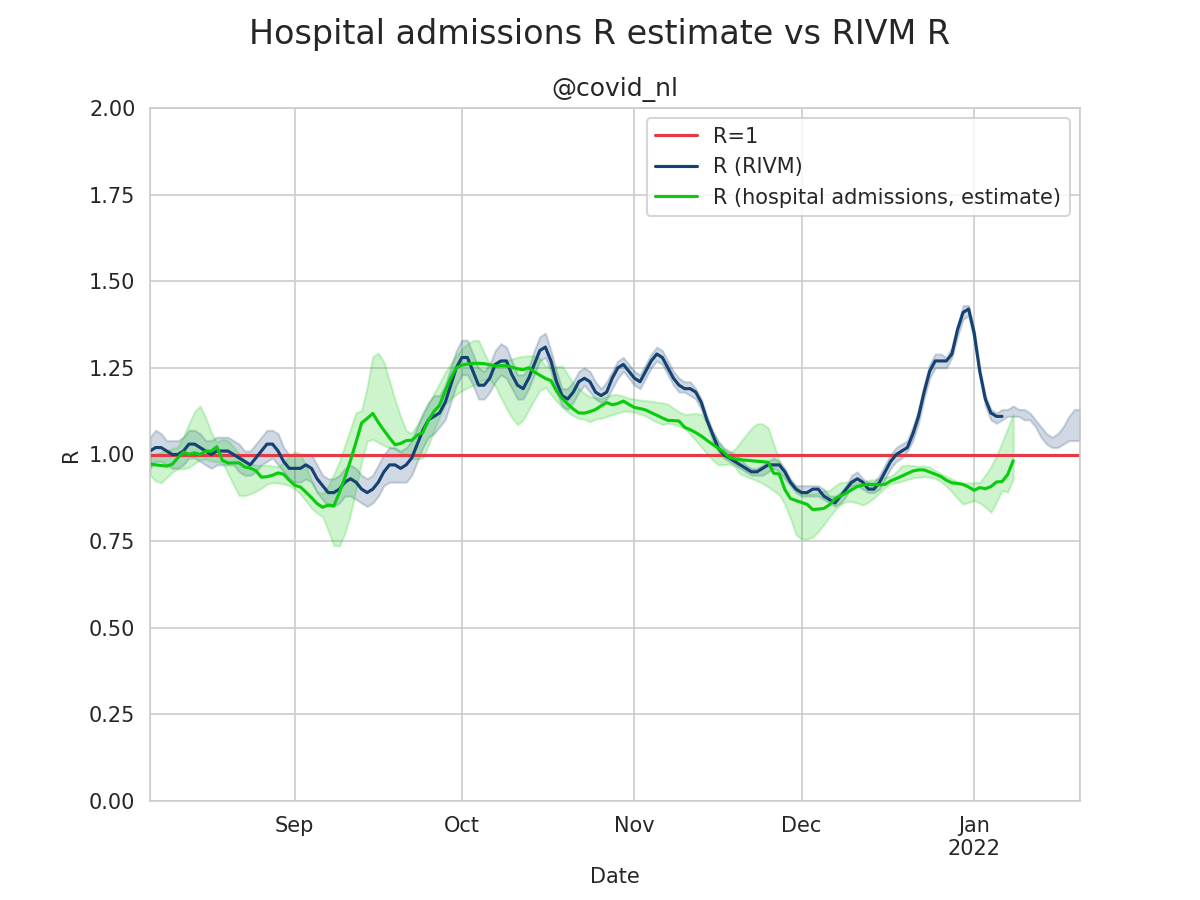 Hospital admissions R estimate vs RIVM R
@covid_nl
2.00
1.75
1.50
1.25
1.00
0.75
0.50
0.25
0.00
R
R=1
R (RIVM)
R (hospital admissions, estimate)
Sep
Oct
Nov
Dec
Jan
2022
Date